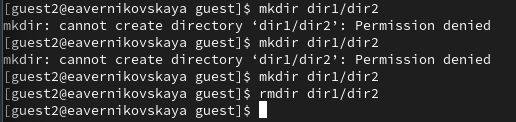 [guest2@eavernikovskaya guest]$ mkdir dir1/dir2
mkdir: cannot create directory ‘dir1/dir2’: Permission denied
[guest2@eavernikovskaya guest]$ mkdir dir1/dir2
mkdir: cannot create directory ‘dir1/dir2’: Permission denied
[guest2@eavernikovskaya guest]$ mkdir dir1/dir2
[guest2@eavernikovskaya guest]$ rmdir dir1/dir2
[guest2@eavernikovskaya guest]$